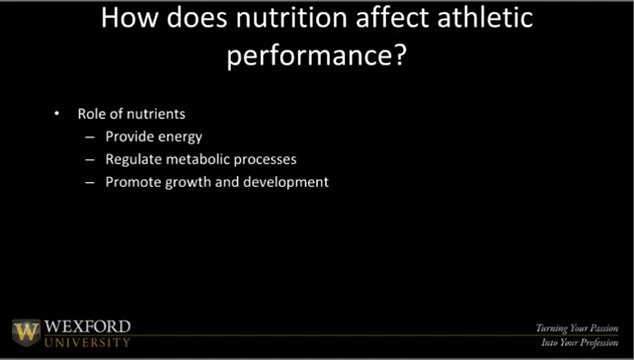 How does nutrition affect athletic
performance?
• Role of nutrients
– Provide energy
– Regulate metabolic processes
– Promote growth and development
W WEXFORD
UNIVERSITY
Turning Your Passion
Into Your Profession